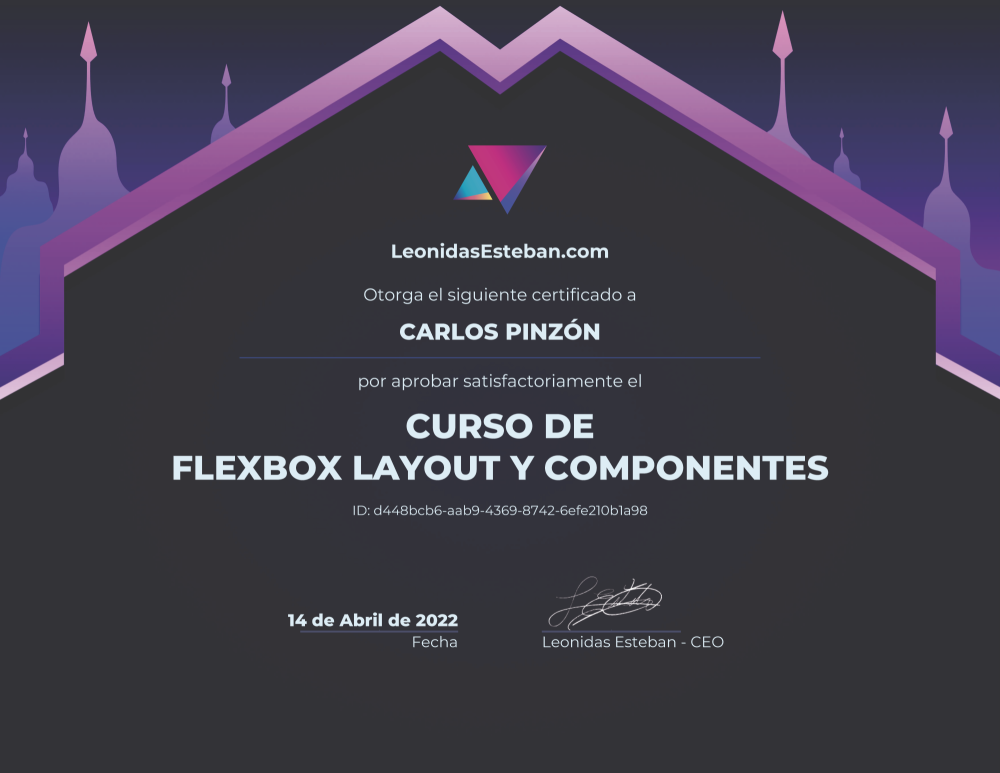 LeonidasEsteban.com
Otorga el siguiente certificado a
CARLOS PINZÓN
por aprobar satisfactoriamente el
CURSO DE
FLEXBOX LAYOUT Y COMPONENTES
ID: d448bcb6-aab9-4369-8742-6efe210b1a98
14 de Abril de 2022
Fecha
Leonidas Esteban - CEO